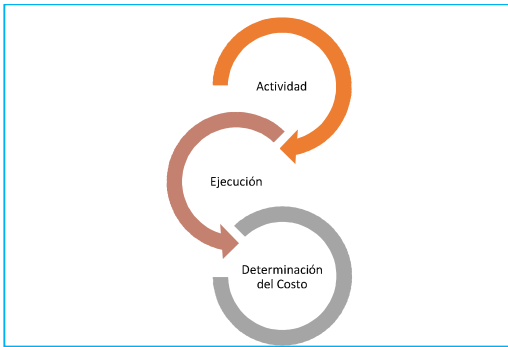 Actividad
Ejecución
Determinación
del Costo